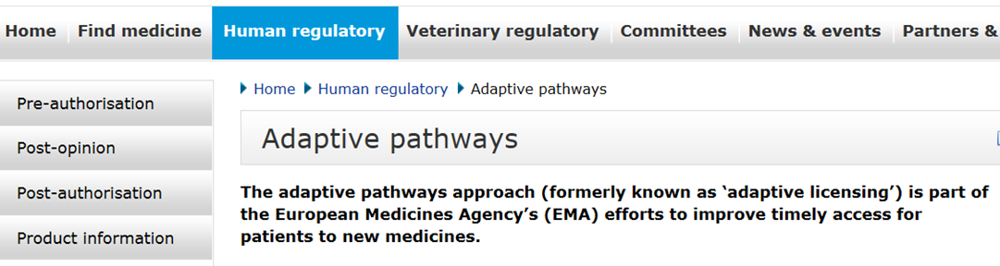 Home Find medicine Human regulatory Veterinary regulatory Committees News & events Partners &
Home Human regulatory Adaptive pathways
Pre-authorisation
Post-opinion
Post-authorisation
Product information
Adaptive pathways
The adaptive pathways approach (formerly known as ‘adaptive licensing’) is part of
the European Medicines Agency’s (EMA) efforts to improve timely access for
patients to new medicines.